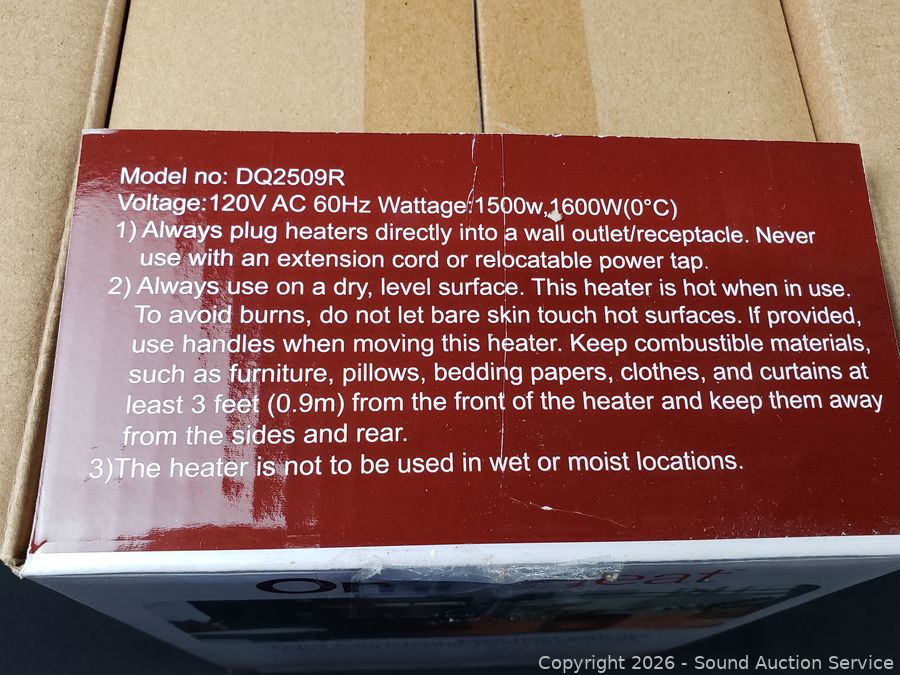 Model no: DQ2509R
Voltage:120V AC 60Hz Wattage:1500w,1600W(0°C)
1) Always plug heaters directly into a wall outlet/receptacle. Never
use with an extension cord or relocatable power tap.
2) Always use on a dry, level surface. This heater is hot when in use.
To avoid burns, do not let bare skin touch hot surfaces. If provided,
use handles when moving this heater. Keep combustible materials,
such as furniture, pillows, bedding papers, clothes, and curtains at
least 3 feet (0.9m) from the front of the heater and keep them away
from the sides and rear.
3)The heater is not to be used in wet or moist locations.
Copyright 2026 - Sound Auction Service